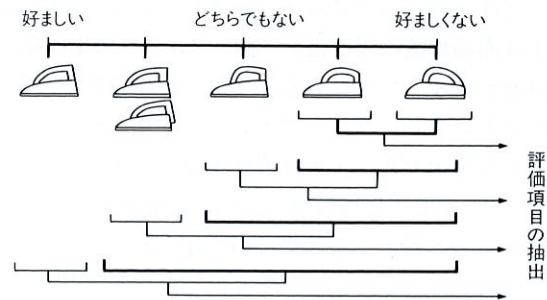 好ましい
どちらでもない
好ましくない
評価項目の抽出